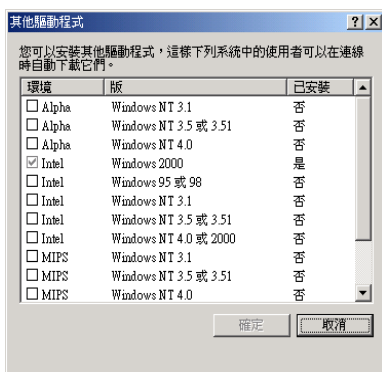 其他驅動程式
您可以安裝其他驅動程式，這樣下列系統中的使用者可以在連線
時自動下載它們。
環境 版 已安裝
Alpha Windows NT 3.1 否
Alpha Windows NT 3.5 或 3.51 否
Alpha Windows NT 4.0 否
Intel Windows 2000 是
Intel Windows 95 或 98 否
Intel Windows NT 3.1 否
Intel Windows NT 3.5 或 3.51 否
Intel Windows NT 4.0 或 2000 否
MIPS Windows NT 3.1 否
MIPS Windows NT 3.5 或 3.51 否
MIPS Windows NT 4.0 否
確定 取消